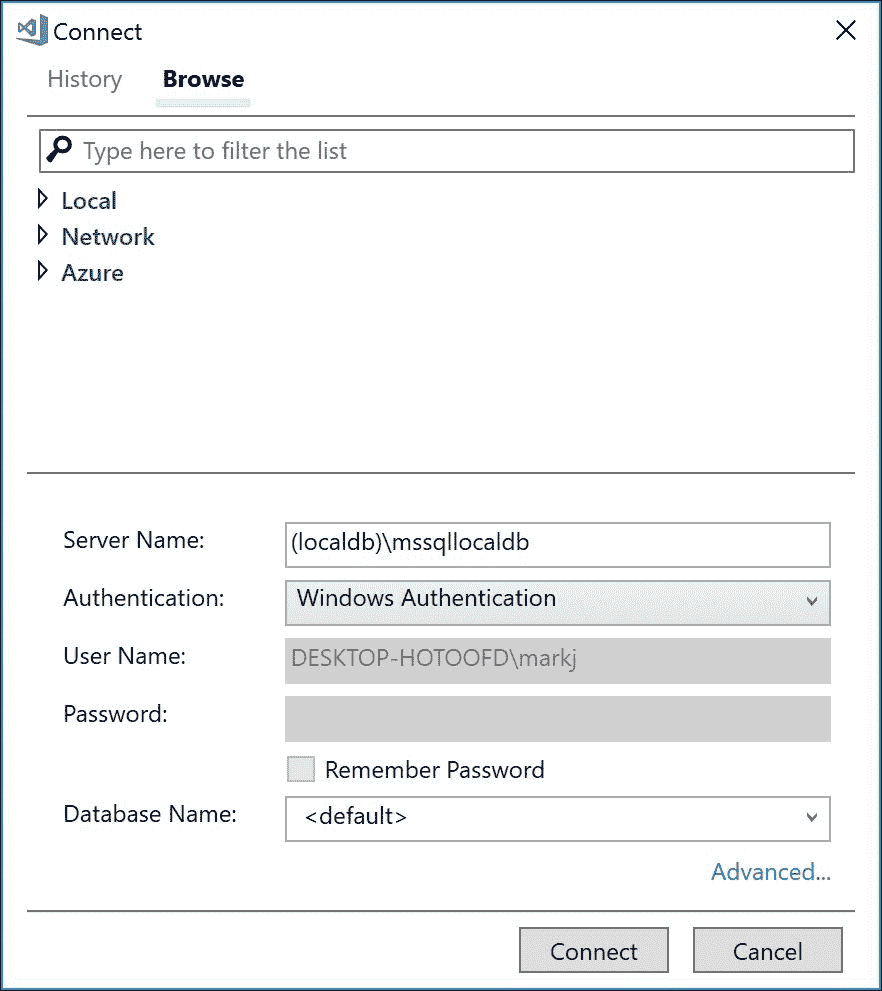 Connect
History Browse
Type here to filter the list
Local
Network
Azure
Server Name: (localdb)\mssqllocaldb
Authentication: Windows Authentication
User Name: DESKTOP-HOTOOFD\markj
Password:
Remember Password
Database Name: <default>
Advanced...
Connect Cancel